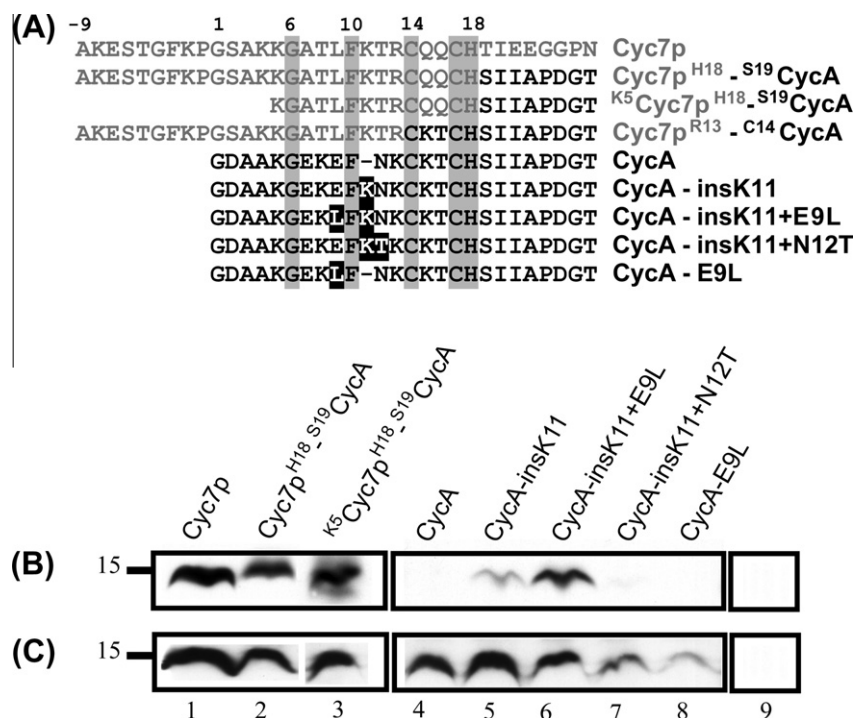 (A)
-9 1 6 10 14 18
AKESTGFKPGSAKKGATLFKTRCQQCHTIEEGGPN Cyc7p
AKESTGFKPGSAKKGATLFKTRCQQCHSIIAPDGT Cyc7p H18 - S19 CycA
KGATLFKTRCQQCHSIIAPDGT K5 Cyc7p H18 - S19 CycA
AKESTGFKPGSAKKGATLFKTRCKTCHSIIAPDGT Cyc7p R13 - C14 CycA
GDAAKGEKEF-NKCKTCHSIIAPDGT CycA
GDAAKGEKEFKNKCKTCHSIIAPDGT CycA - insK11
GDAAKGEKLFKNKCKTCHSIIAPDGT CycA - insK11+E9L
GDAAKGEKEFKTKCKTCHSIIAPDGT CycA - insK11+N12T
GDAAKGEKLF-NKCKTCHSIIAPDGT CycA - E9L
Cyc7p
Cyc7p H18_S19 CycA
K5 Cyc7p H18_S19 CycA
CycA
CycA-insK11
CycA-insK11+E9L
CycA-insK11+N12T
CycA-E9L
(B) 15
(C) 15
1 2 3 4 5 6 7 8 9